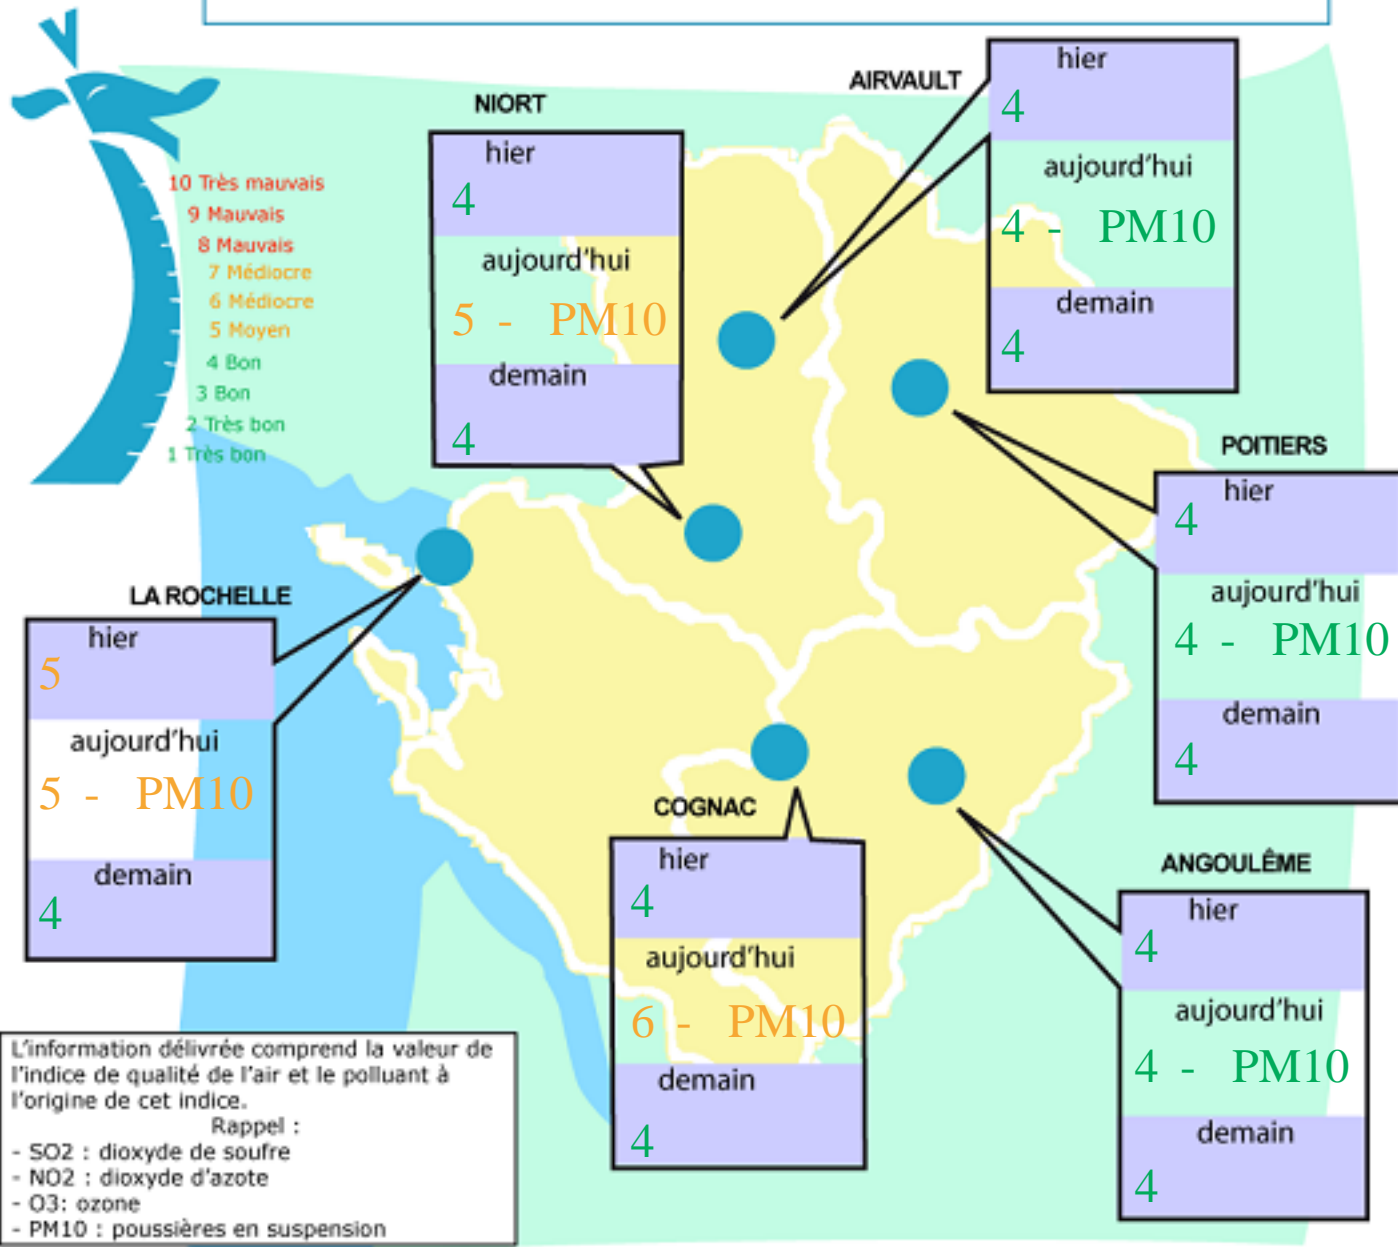 AIRVAULT
hier
4
aujourd'hui
4 - PM10
demain
4
NIORT
hier
4
aujourd'hui
5 - PM10
demain
4
10 Très mauvais
9 Mauvais
8 Mauvais
7 Médiocre
6 Médiocre
5 Moyen
4 Bon
3 Bon
2 Très bon
1 Très bon
POITIERS
hier
4
aujourd'hui
4 - PM10
demain
4
LA ROCHELLE
hier
5
aujourd'hui
5 - PM10
demain
4
COGNAC
hier
4
aujourd'hui
6 - PM10
demain
4
ANGOULÊME
hier
4
aujourd'hui
4 - PM10
demain
4
L'information délivrée comprend la valeur de
l'indice de qualité de l'air et le polluant à
l'origine de cet indice.
Rappel :
- SO2 : dioxyde de soufre
- NO2 : dioxyde d'azote
- O3: ozone
- PM10 : poussières en suspension